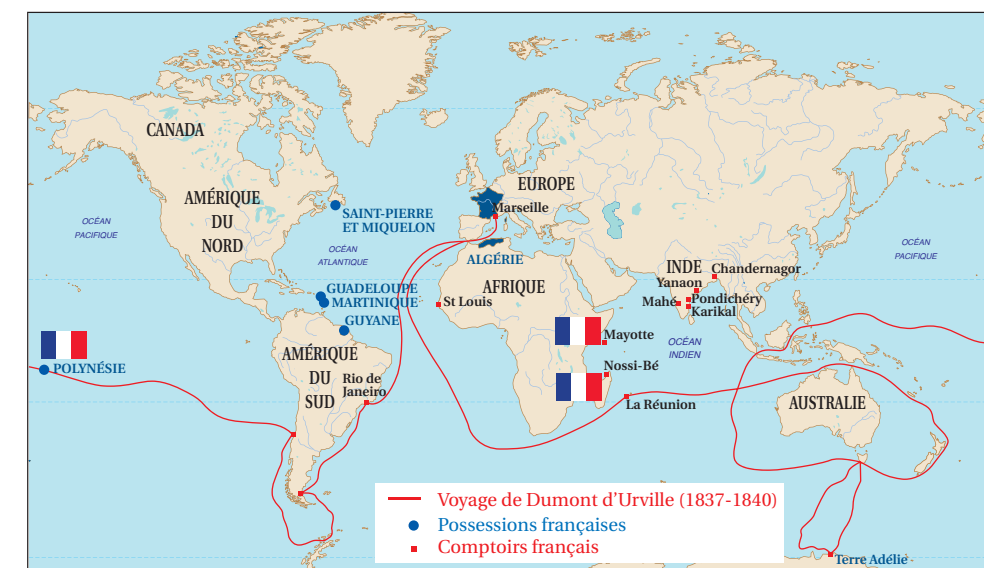 CANADA
AMÉRIQUE
DU
NORD
OCÉAN
PACIFIQUE
SAINT-PIERRE
ET MIQUELON
OCÉAN
ATLANTIQUE
EUROPE
Marseille
ALGÉRIE
AFRIQUE
St Louis
GUADELOUPE
MARTINIQUE
GUYANE
AMÉRIQUE
DU
SUD
Rio de
Janeiro
POLYNÉSIE
INDE
Chandernagor
Yanaon
Mahé
Pondichéry
Karikal
OCÉAN
PACIFIQUE
Mayotte
OCÉAN
INDIEN
Nossi-Bé
La Réunion
AUSTRALIE
Terre Adélie
Voyage de Dumont d'Urville (1837-1840)
Possessions françaises
Comptoirs français